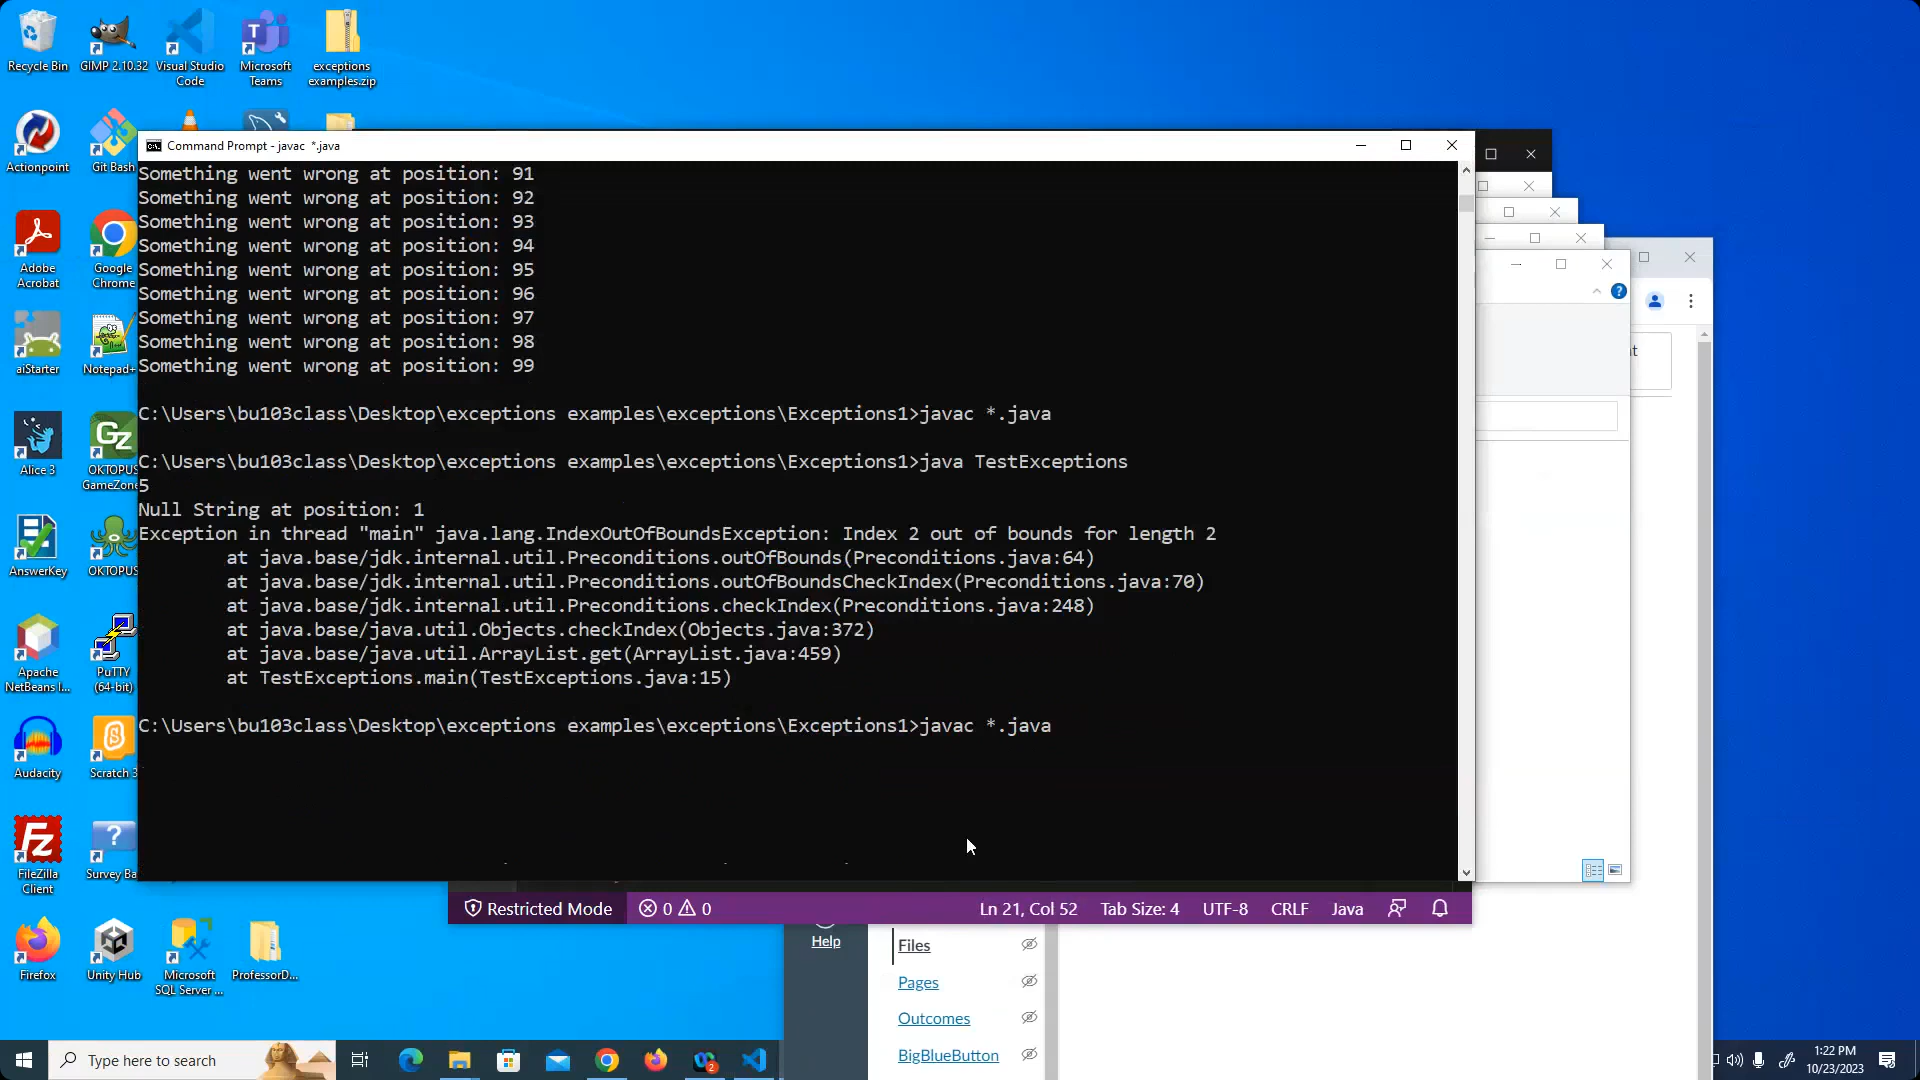 Recycle Bin
GIMP 2.10.32
Visual Studio
Code
Microsoft
Teams
exceptions
examples.zip
Actionpoint
Git Bash
Adobe
Acrobat
Google
Chrome
aiStarter
Notepad+
Alice 3
OKTOPUS
GameZone
AnswerKey
OKTOPUS
Apache
NetBeans I...
PuTTY
(64-bit)
Audacity
Scratch 3
FileZilla
Client
Survey Ba
Firefox
Unity Hub
Microsoft
SQL Server ...
ProfessorD...
Command Prompt - javac  *.java
Something went wrong at position: 91
Something went wrong at position: 92
Something went wrong at position: 93
Something went wrong at position: 94
Something went wrong at position: 95
Something went wrong at position: 96
Something went wrong at position: 97
Something went wrong at position: 98
Something went wrong at position: 99
C:\Users\bu103class\Desktop\exceptions examples\exceptions\Exceptions1>javac *.java
C:\Users\bu103class\Desktop\exceptions examples\exceptions\Exceptions1>java TestExceptions
5
Null String at position: 1
Exception in thread "main" java.lang.IndexOutOfBoundsException: Index 2 out of bounds for length 2
at java.base/jdk.internal.util.Preconditions.outOfBounds(Preconditions.java:64)
at java.base/jdk.internal.util.Preconditions.outOfBoundsCheckIndex(Preconditions.java:70)
at java.base/jdk.internal.util.Preconditions.checkIndex(Preconditions.java:248)
at java.base/java.util.Objects.checkIndex(Objects.java:372)
at java.base/java.util.ArrayList.get(ArrayList.java:459)
at TestExceptions.main(TestExceptions.java:15)
C:\Users\bu103class\Desktop\exceptions examples\exceptions\Exceptions1>javac *.java
Restricted Mode 0 0 Ln 21, Col 52 Tab Size: 4 UTF-8 CRLF Java
Help
Files
Pages
Outcomes
BigBlueButton
Type here to search
1:22 PM
10/23/2023